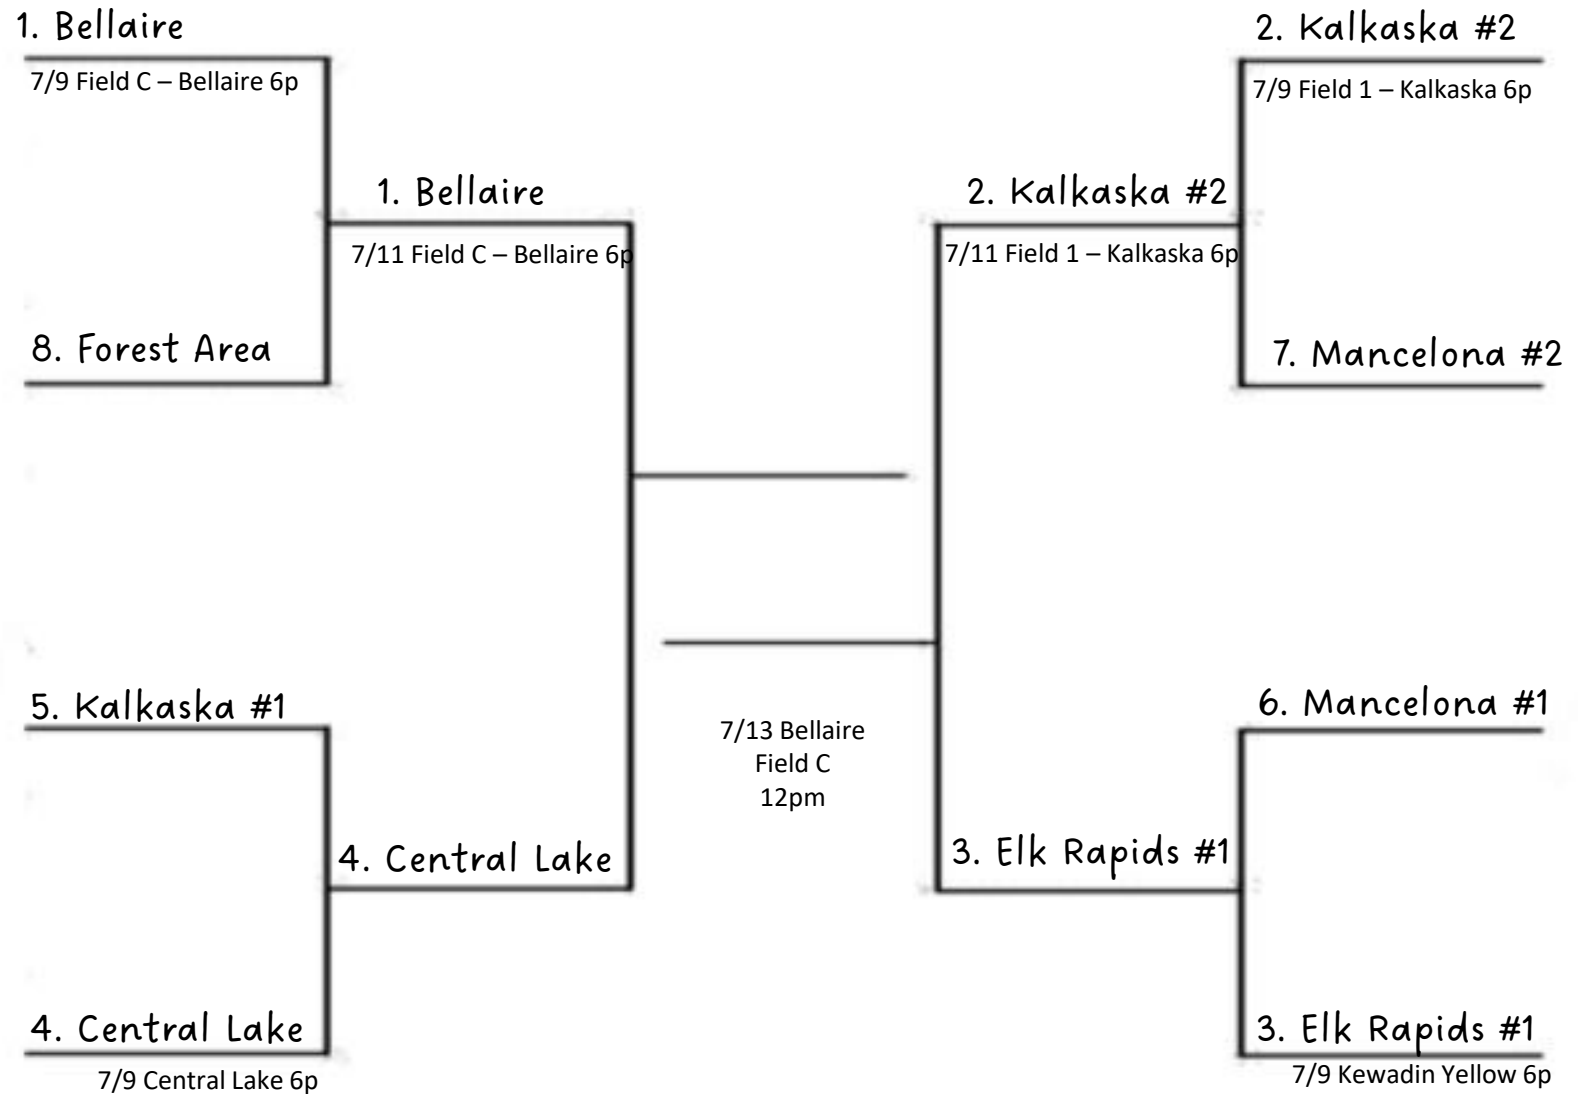 1. Bellaire
7/9 Field C – Bellaire 6p
1. Bellaire
7/11 Field C – Bellaire 6p
8. Forest Area
5. Kalkaska #1
4. Central Lake
4. Central Lake
7/9 Central Lake 6p
7/13 Bellaire
Field C
12pm
2. Kalkaska #2
7/9 Field 1 – Kalkaska 6p
2. Kalkaska #2
7/11 Field 1 – Kalkaska 6p
7. Mancelona #2
6. Mancelona #1
3. Elk Rapids #1
3. Elk Rapids #1
7/9 Kewadin Yellow 6p